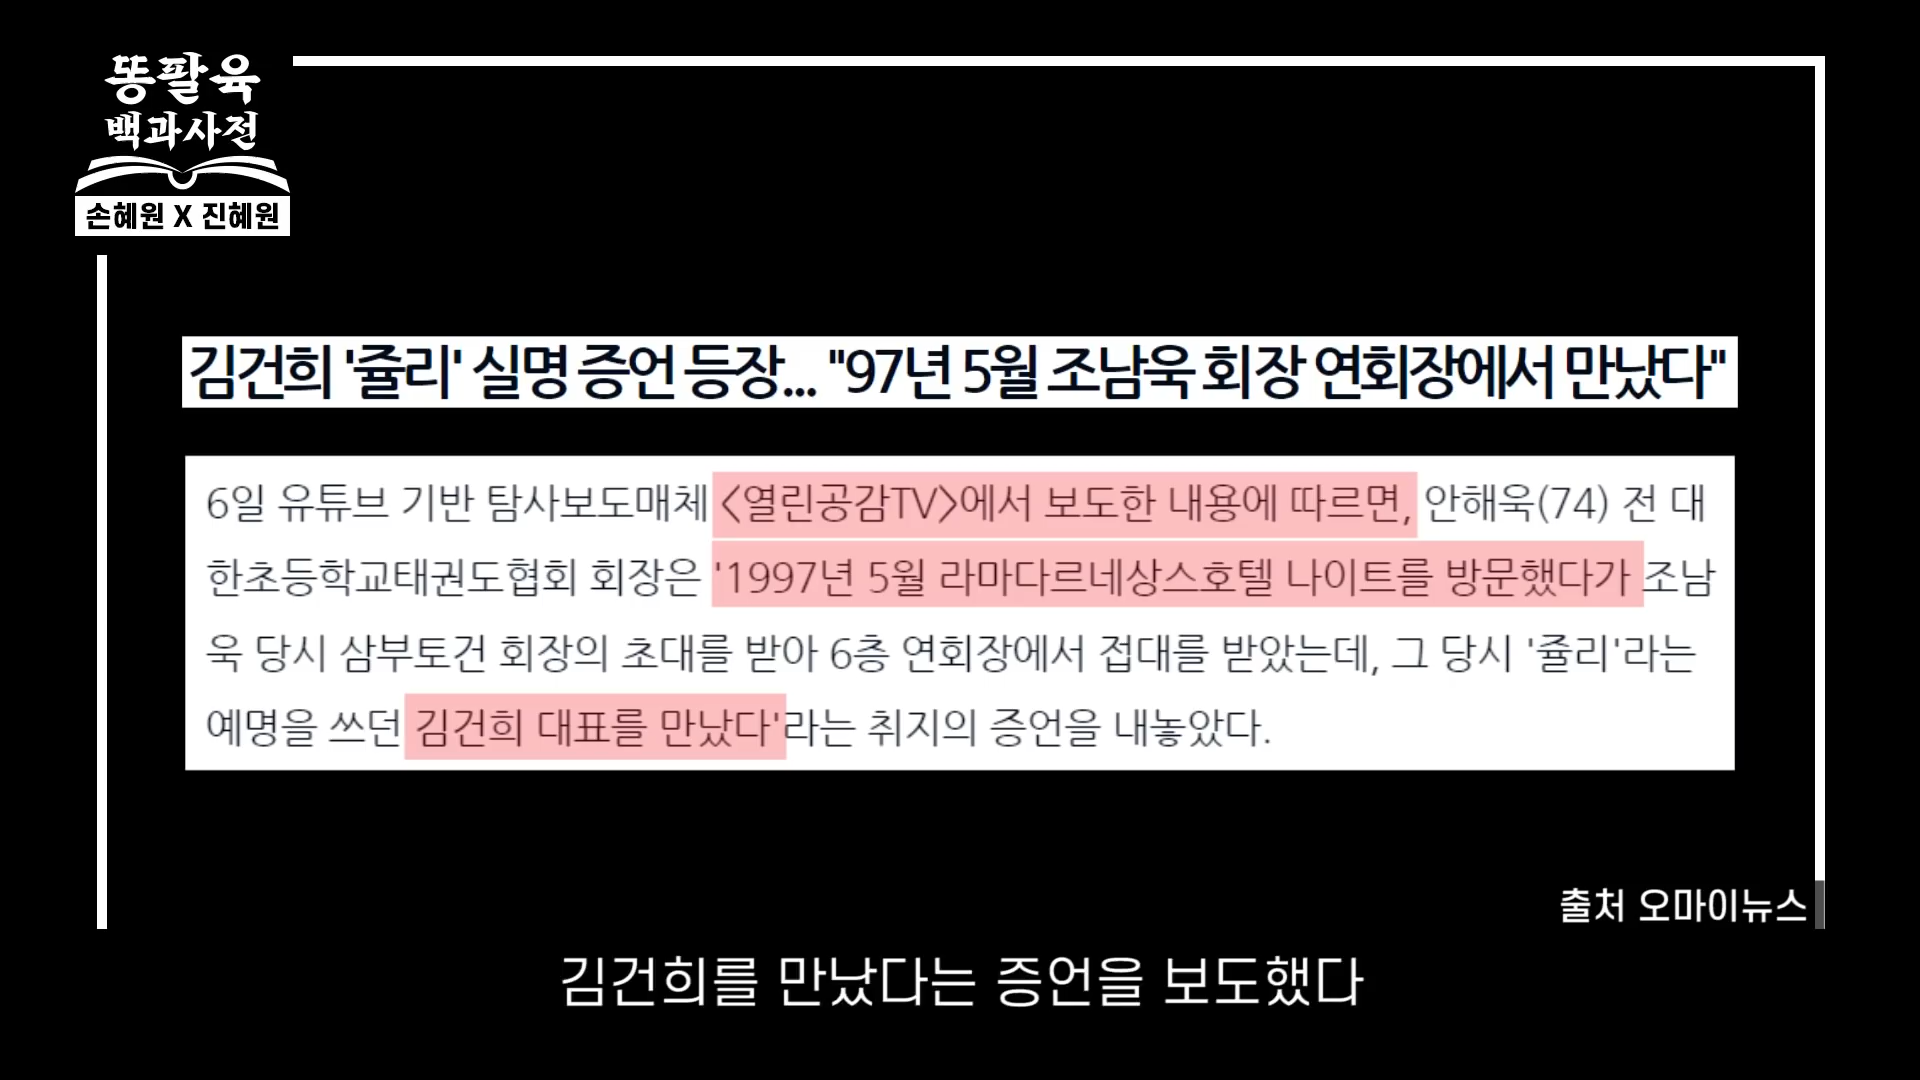 똥팔육
백과사전
손혜원 X 진혜원
김건희 '쥴리' 실명 증언 등장... "97년 5월 조남욱 회장 연회장에서 만났다"
6일 유튜브 기반 탐사보도매체 <열린공감TV>에서 보도한 내용에 따르면, 안해욱(74) 전 대
한초등학교태권도협회 회장은 '1997년 5월 라마다르네상스호텔 나이트를 방문했다가 조남
욱 당시 삼부토건 회장의 초대를 받아 6층 연회장에서 접대를 받았는데, 그 당시 '쥴리'라는
예명을 쓰던 김건희 대표를 만났다'라는 취지의 증언을 내놓았다.
출처 오마이뉴스
김건희를 만났다는 증언을 보도했다